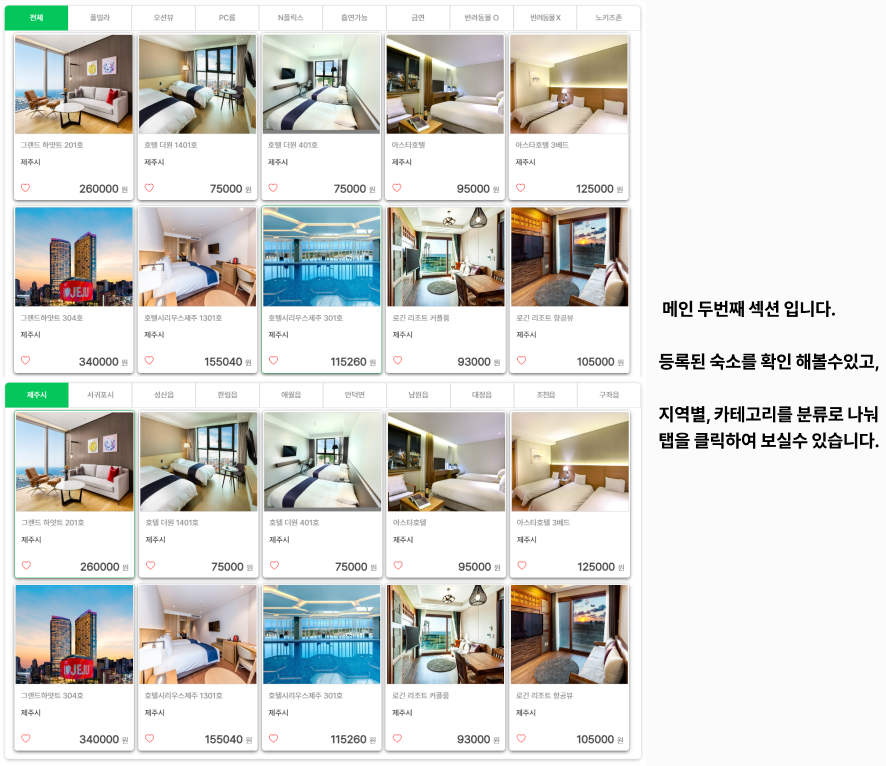 전체 풀빌라 오션뷰 PC룸 N플릭스 흡연가능 금연 반려동물 O 반려동물X 노키즈존
그랜드 하얏트 201호 호텔 더원 1401호 호텔 더원 401호 아스타호텔 아스타호텔 3베드
제주시 제주시 제주시 제주시 제주시
260000 원 75000 원 75000 원 95000 원 125000 원
JEJU
그랜드하얏트 304호 호텔시리우스제주 1301호 호텔시리우스제주 301호 로긴 리조트 커플룸 로긴 리조트 항공뷰
제주시 제주시 제주시 제주시 제주시
340000 원 155040 원 115260 원 93000 원 105000 원
제주시 서귀포시 성산읍 한림읍 애월읍 안덕면 남원읍 대정읍 조천읍 구좌읍
그랜드 하얏트 201호 호텔 더원 1401호 호텔 더원 401호 아스타호텔 아스타호텔 3베드
제주시 제주시 제주시 제주시 제주시
260000 원 75000 원 75000 원 95000 원 125000 원
JEJU
그랜드하얏트 304호 호텔시리우스제주 1301호 호텔시리우스제주 301호 로긴 리조트 커플룸 로긴 리조트 항공뷰
제주시 제주시 제주시 제주시 제주시
340000 원 155040 원 115260 원 93000 원 105000 원
메인 두번째 섹션 입니다.
등록된 숙소를 확인 해볼수있고,
지역별, 카테고리를 분류로 나눠
탭을 클릭하여 보실수 있습니다.